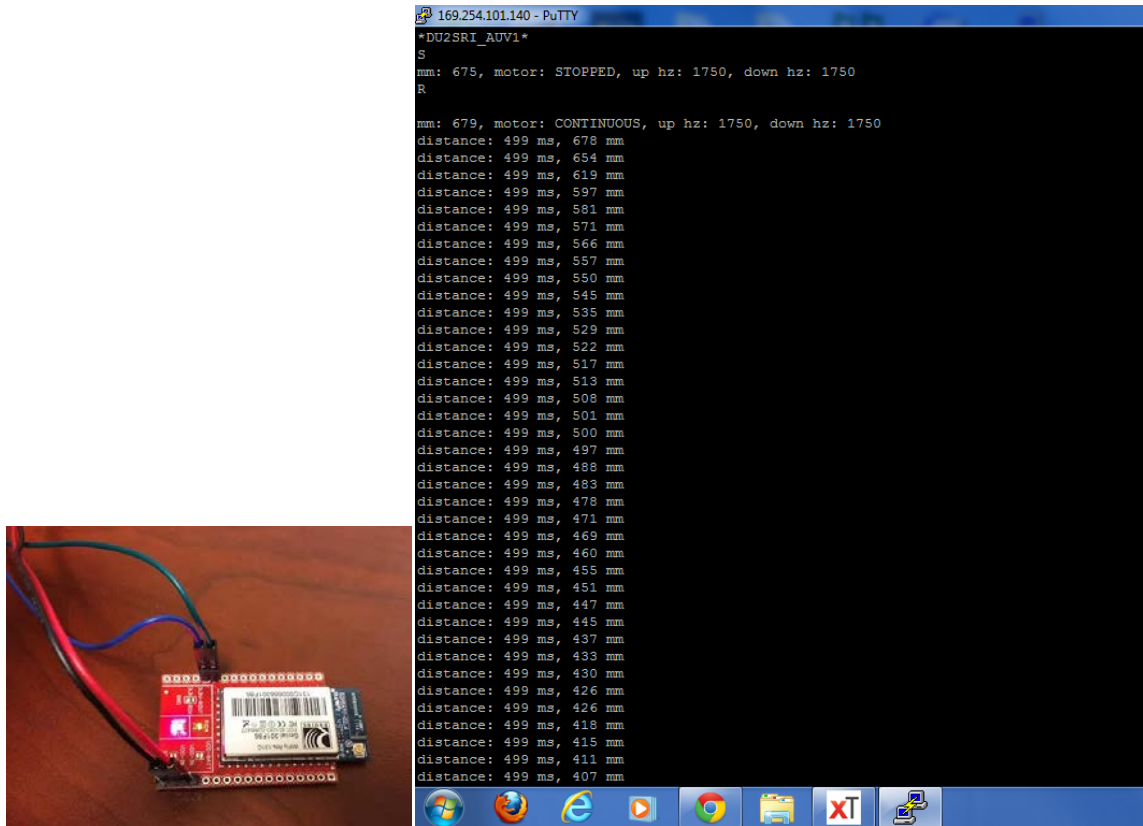 169.254.101.140 - PuTTY
*DU2SRI_AUV1*
S
mm: 675, motor: STOPPED, up hz: 1750, down hz: 1750
R
mm: 679, motor: CONTINUOUS, up hz: 1750, down hz: 1750
distance: 499 ms, 678 mm
distance: 499 ms, 654 mm
distance: 499 ms, 619 mm
distance: 499 ms, 597 mm
distance: 499 ms, 581 mm
distance: 499 ms, 571 mm
distance: 499 ms, 566 mm
distance: 499 ms, 557 mm
distance: 499 ms, 550 mm
distance: 499 ms, 545 mm
distance: 499 ms, 535 mm
distance: 499 ms, 529 mm
distance: 499 ms, 522 mm
distance: 499 ms, 517 mm
distance: 499 ms, 513 mm
distance: 499 ms, 508 mm
distance: 499 ms, 501 mm
distance: 499 ms, 500 mm
distance: 499 ms, 497 mm
distance: 499 ms, 488 mm
distance: 499 ms, 483 mm
distance: 499 ms, 478 mm
distance: 499 ms, 471 mm
distance: 499 ms, 469 mm
distance: 499 ms, 460 mm
distance: 499 ms, 455 mm
distance: 499 ms, 451 mm
distance: 499 ms, 447 mm
distance: 499 ms, 445 mm
distance: 499 ms, 437 mm
distance: 499 ms, 433 mm
distance: 499 ms, 430 mm
distance: 499 ms, 426 mm
distance: 499 ms, 426 mm
distance: 499 ms, 418 mm
distance: 499 ms, 415 mm
distance: 499 ms, 411 mm
distance: 499 ms, 407 mm
XT